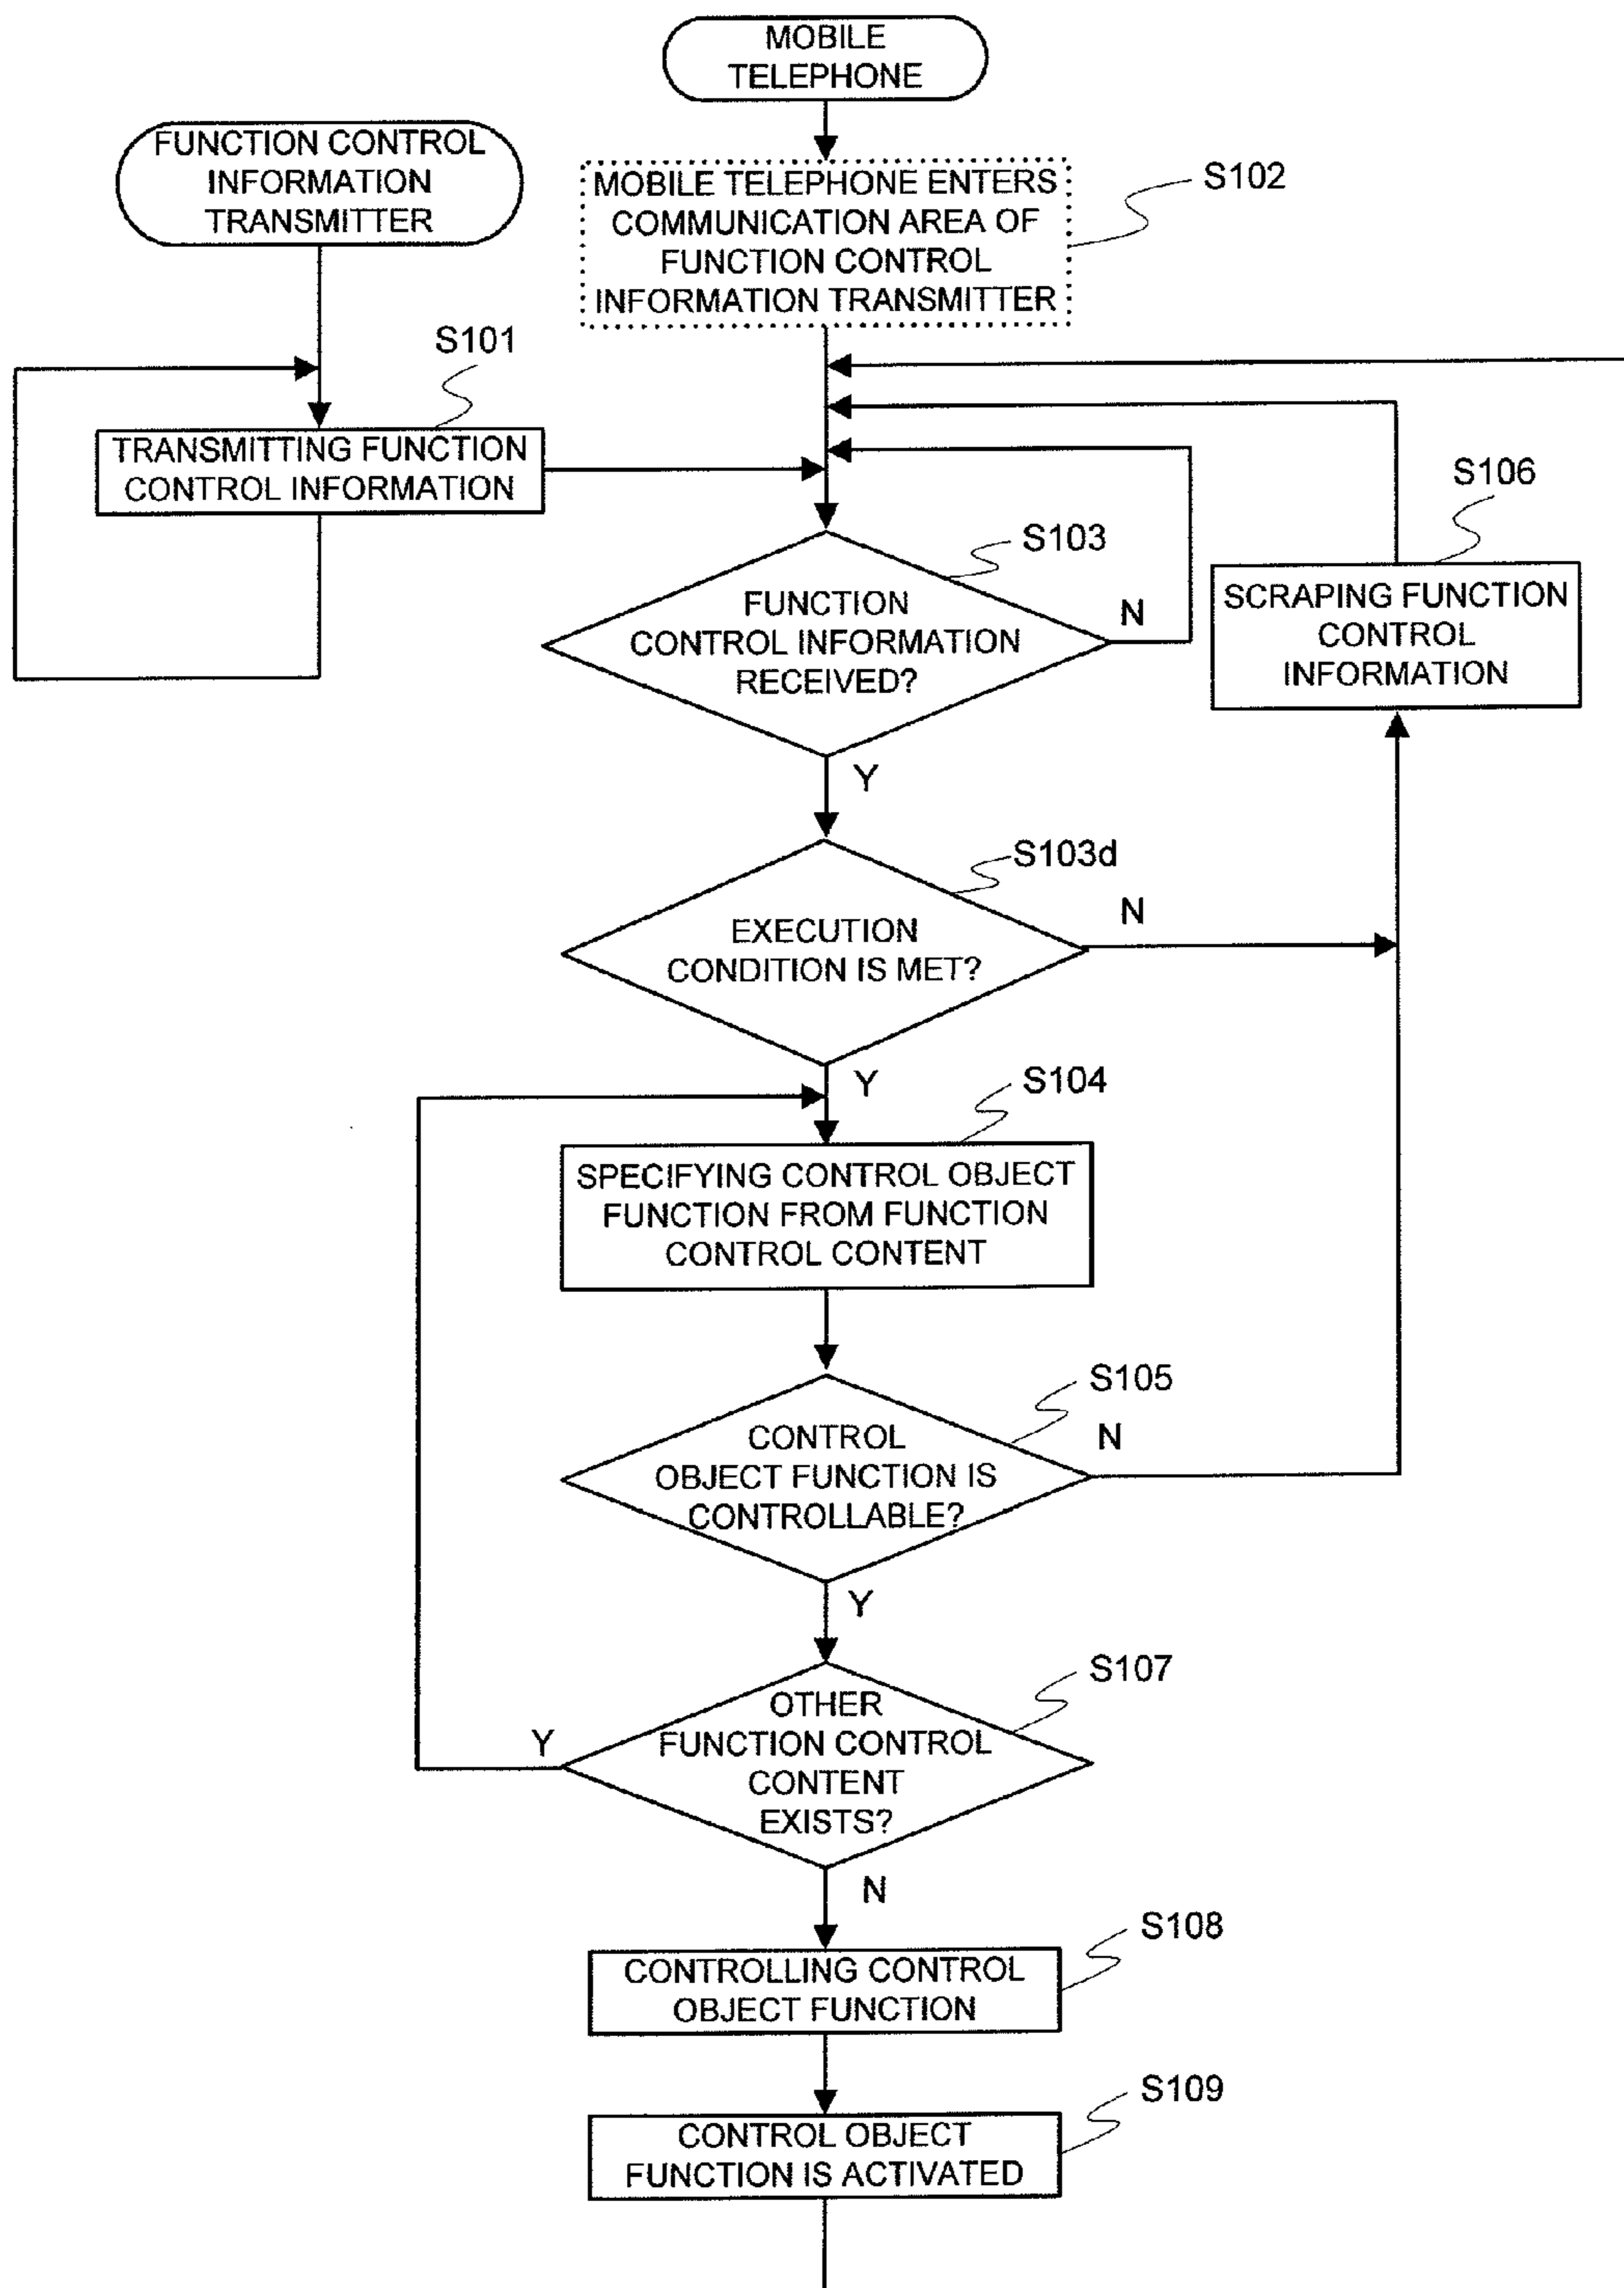 MOBILE
TELEPHONE
FUNCTION CONTROL
INFORMATION
TRANSMITTER
MOBILE TELEPHONE ENTERS
COMMUNICATION AREA OF
FUNCTION CONTROL
INFORMATION TRANSMITTER
S102
S101
TRANSMITTING FUNCTION
CONTROL INFORMATION
S103
FUNCTION
CONTROL INFORMATION
RECEIVED?
N
Y
S106
SCRAPING FUNCTION
CONTROL
INFORMATION
S103d
EXECUTION
CONDITION IS MET?
N
Y
S104
SPECIFYING CONTROL OBJECT
FUNCTION FROM FUNCTION
CONTROL CONTENT
S105
CONTROL
OBJECT FUNCTION IS
CONTROLLABLE?
N
Y
S107
OTHER
FUNCTION CONTROL
CONTENT
EXISTS?
Y
N
S108
CONTROLLING CONTROL
OBJECT FUNCTION
S109
CONTROL OBJECT
FUNCTION IS ACTIVATED